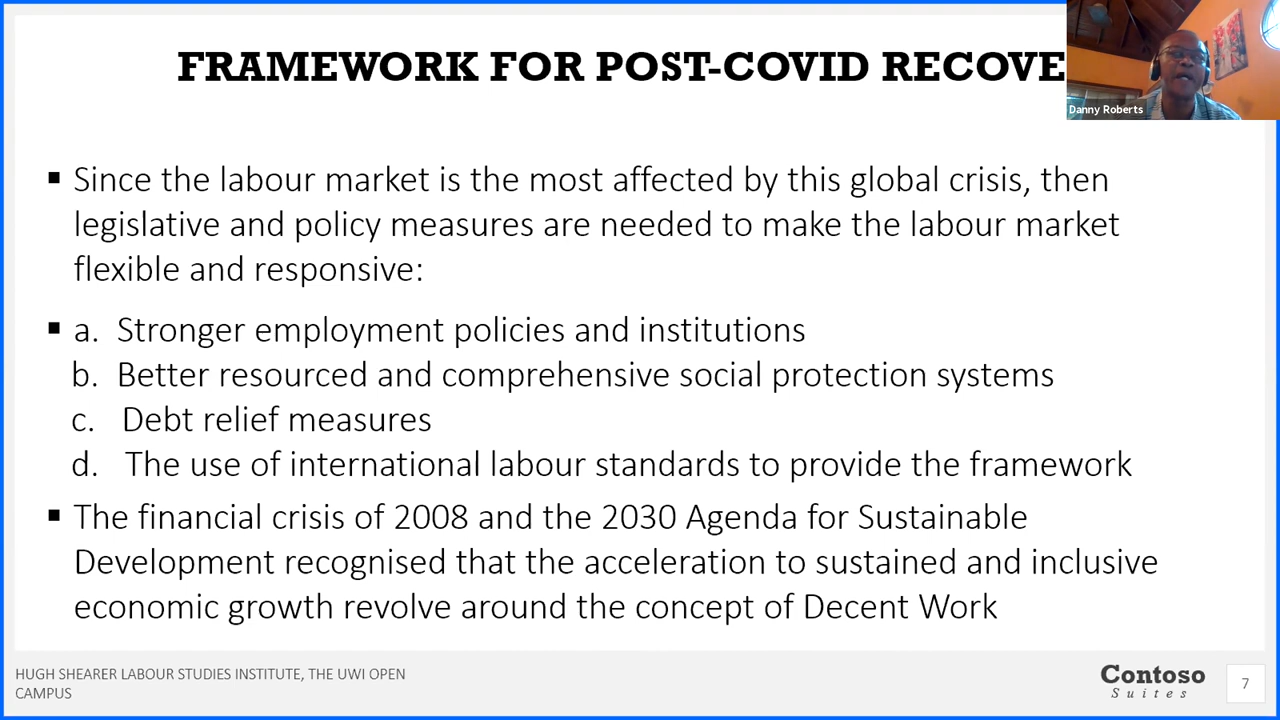 FRAMEWORK FOR POST-COVID RECOVE
Danny Roberts
▪ Since the labour market is the most affected by this global crisis, then
legislative and policy measures are needed to make the labour market
flexible and responsive:
▪ a. Stronger employment policies and institutions
b. Better resourced and comprehensive social protection systems
c. Debt relief measures
d. The use of international labour standards to provide the framework
▪ The financial crisis of 2008 and the 2030 Agenda for Sustainable
Development recognised that the acceleration to sustained and inclusive
economic growth revolve around the concept of Decent Work
HUGH SHEARER LABOUR STUDIES INSTITUTE, THE UWI OPEN
CAMPUS
Contoso
Suites
7